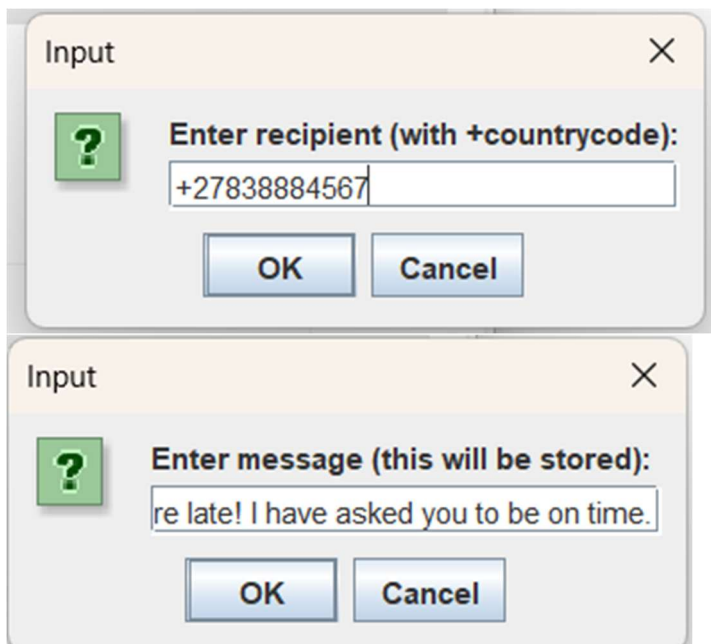 Input
?
Enter recipient (with +countrycode):
+27838884567
OK Cancel
Input
?
Enter message (this will be stored):
re late! I have asked you to be on time.
OK Cancel